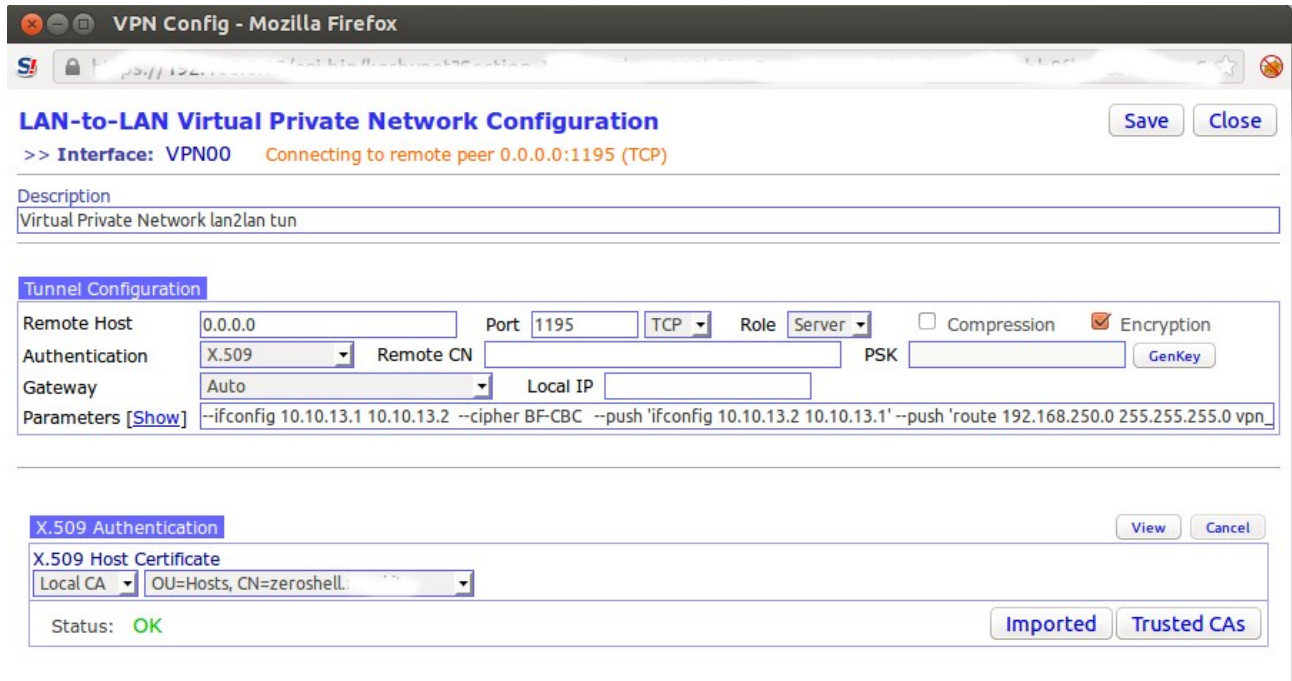 VPN Config - Mozilla Firefox
S!
LAN-to-LAN Virtual Private Network Configuration Save Close
>> Interface: VPN00 Connecting to remote peer 0.0.0.0:1195 (TCP)
Description
Virtual Private Network lan2lan tun
Tunnel Configuration
Remote Host 0.0.0.0 Port 1195 TCP Role Server Compression Encryption
Authentication X.509 Remote CN PSK GenKey
Gateway Auto Local IP
Parameters [Show] --ifconfig 10.10.13.1 10.10.13.2 --cipher BF-CBC --push 'ifconfig 10.10.13.2 10.10.13.1' --push 'route 192.168.250.0 255.255.255.0 vpn_
X.509 Authentication View Cancel
X.509 Host Certificate
Local CA OU=Hosts, CN=zeroshell.
Status: OK Imported Trusted CAs